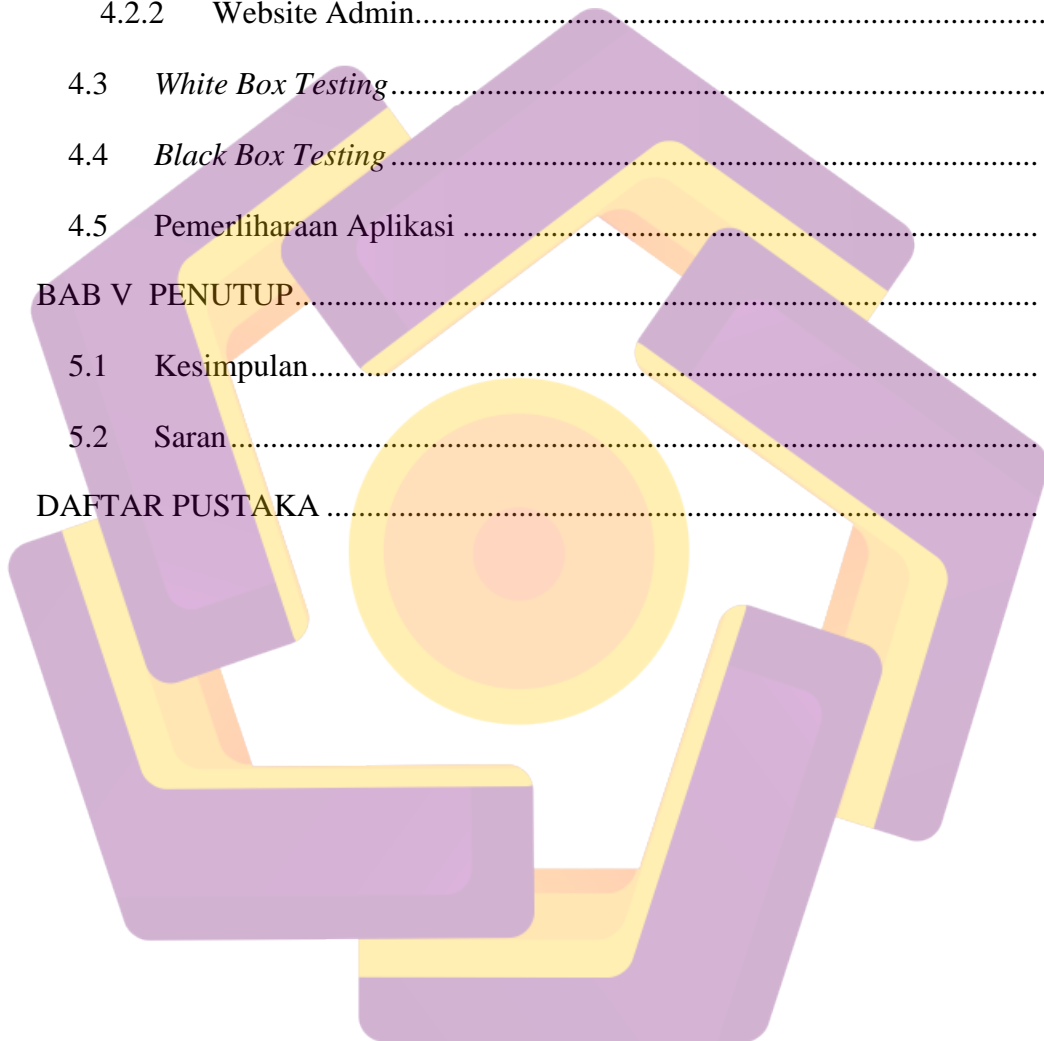 4.2.2 Website Admin..............................................................................
4.3 White Box Testing..................................................................................
4.4 Black Box Testing..................................................................................
4.5 Pemerliharaan Aplikasi .........................................................................
BAB V PENUTUP..............................................................................................
5.1 Kesimpulan............................................................................................
5.2 Saran......................................................................................................
DAFTAR PUSTAKA ..........................................................................................